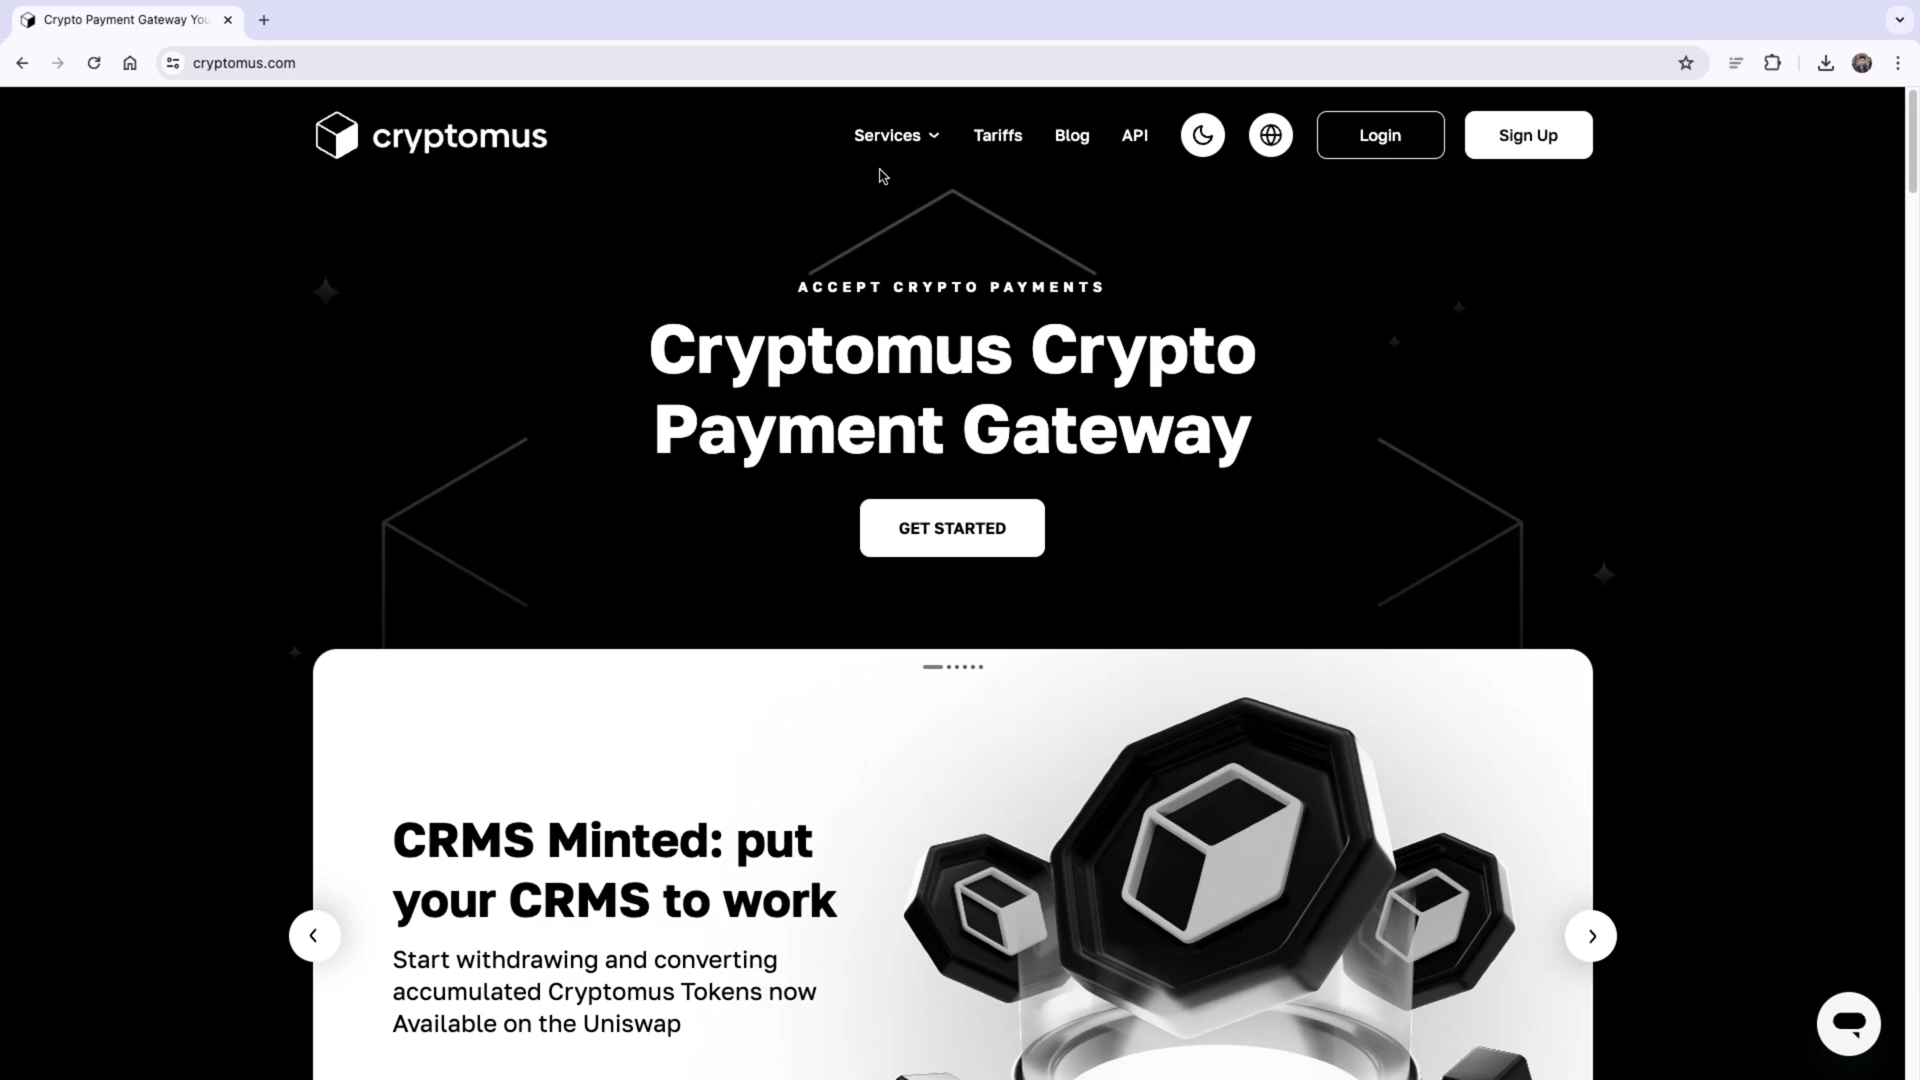 Crypto Payment Gateway You
cryptomus.com
cryptomus
Services
Tariffs
Blog
API
Login
Sign Up
ACCEPT CRYPTO PAYMENTS
Cryptomus Crypto
Payment Gateway
GET STARTED
CRMS Minted: put
your CRMS to work
Start withdrawing and converting
accumulated Cryptomus Tokens now
Available on the Uniswap